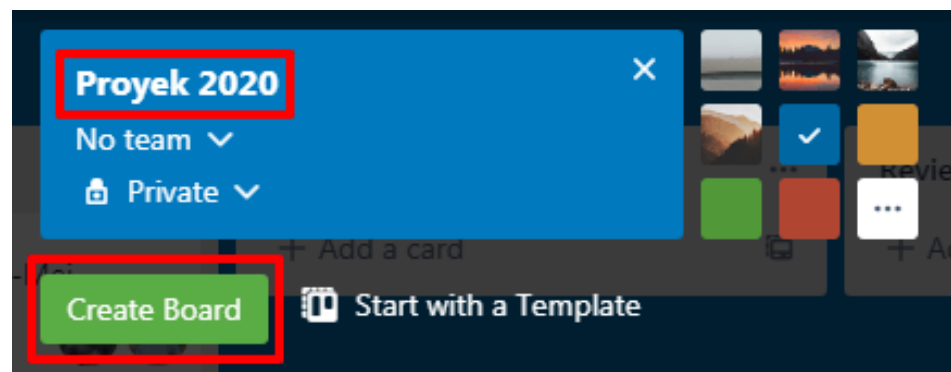 Proyek 2020
No team
Private
Add a card
Create Board
Start with a Template